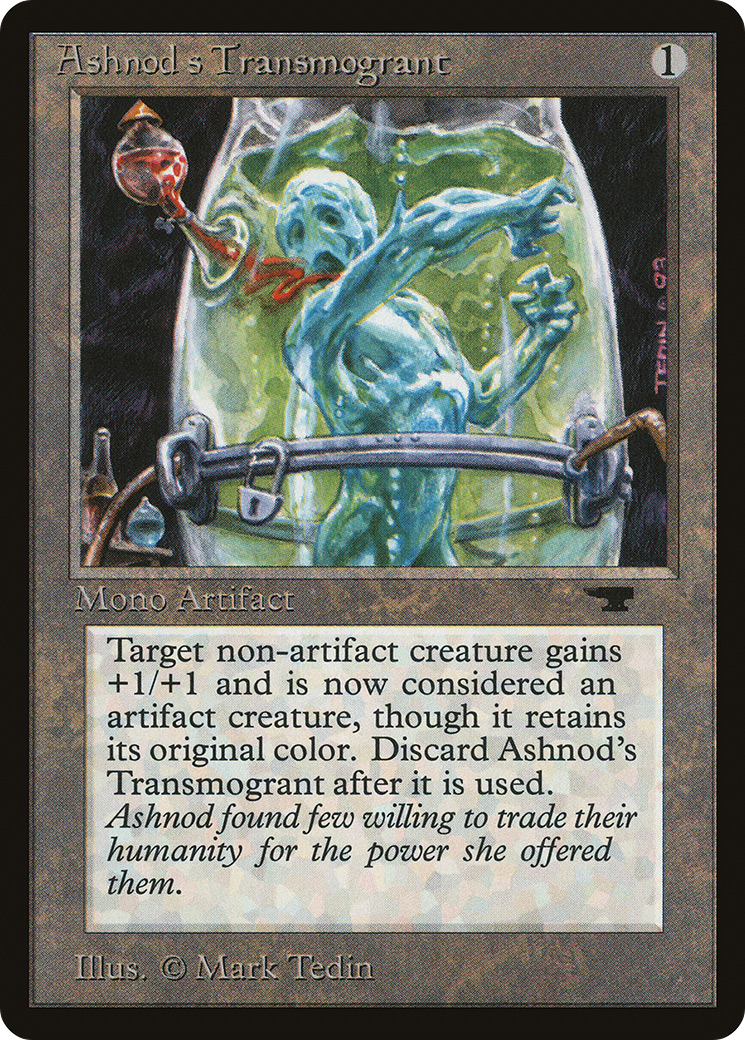 Ashnod's Transmogrant 1
TEDIN © 93
Mono Artifact
Target non-artifact creature gains
+1/+1 and is now considered an
artifact creature, though it retains
its original color. Discard Ashnod's
Transmogrant after it is used.
Ashnod found few willing to trade their
humanity for the power she offered
them.
Illus. © Mark Tedin